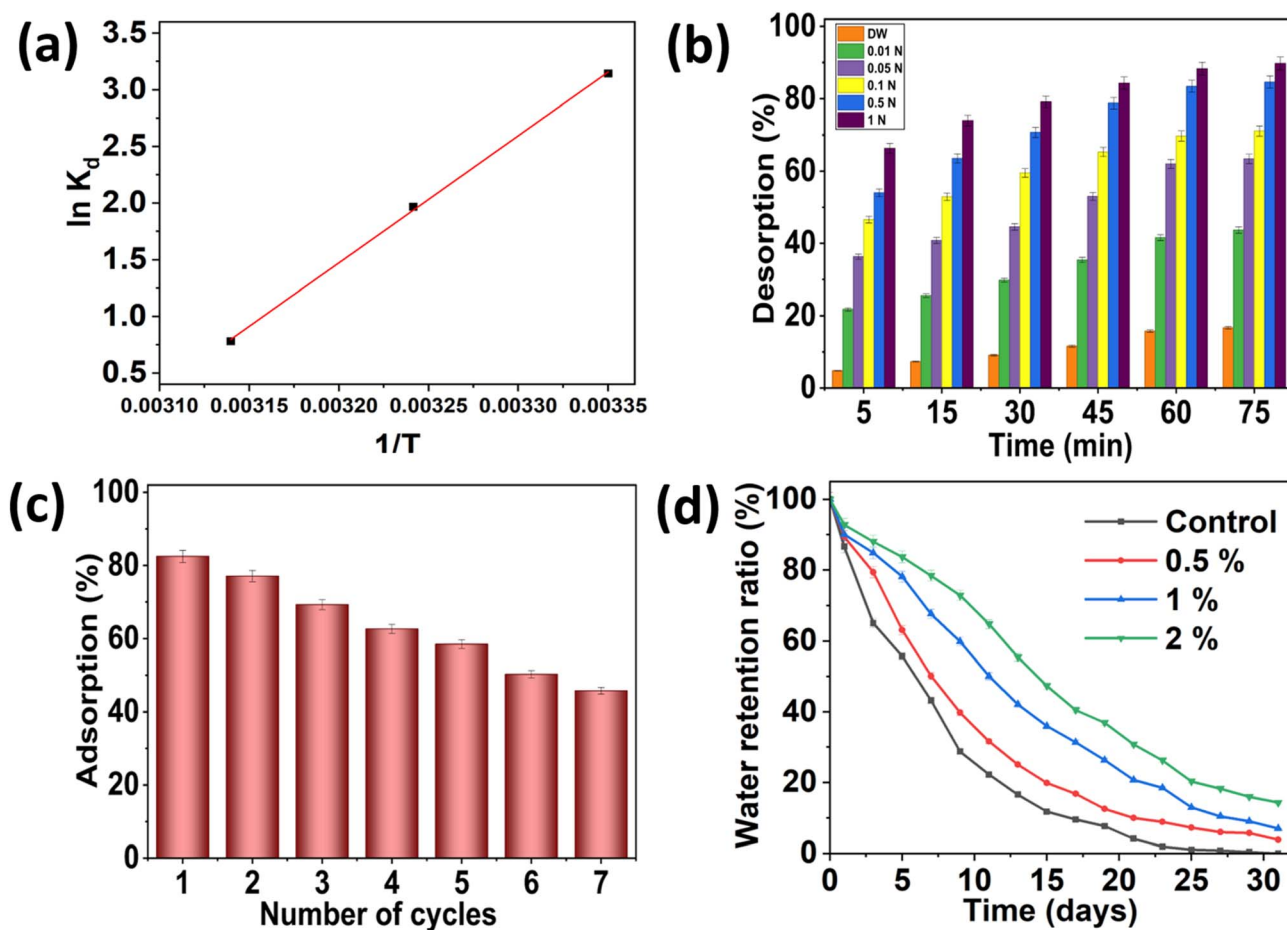 (a)
3.5
3.0
2.5
2.0
1.5
1.0
0.5
ln K_d
0.00310 0.00315 0.00320 0.00325 0.00330 0.00335
1/T
(b)
100
80
60
40
20
0
Desorption (%)
DW
0.01 N
0.05 N
0.1 N
0.5 N
1 N
5 15 30 45 60 75
Time (min)
(c)
100
80
60
40
20
0
Adsorption (%)
1 2 3 4 5 6 7
Number of cycles
(d)
100
80
60
40
20
0
Water retention ratio (%)
Control
0.5 %
1 %
2 %
0 5 10 15 20 25 30
Time (days)